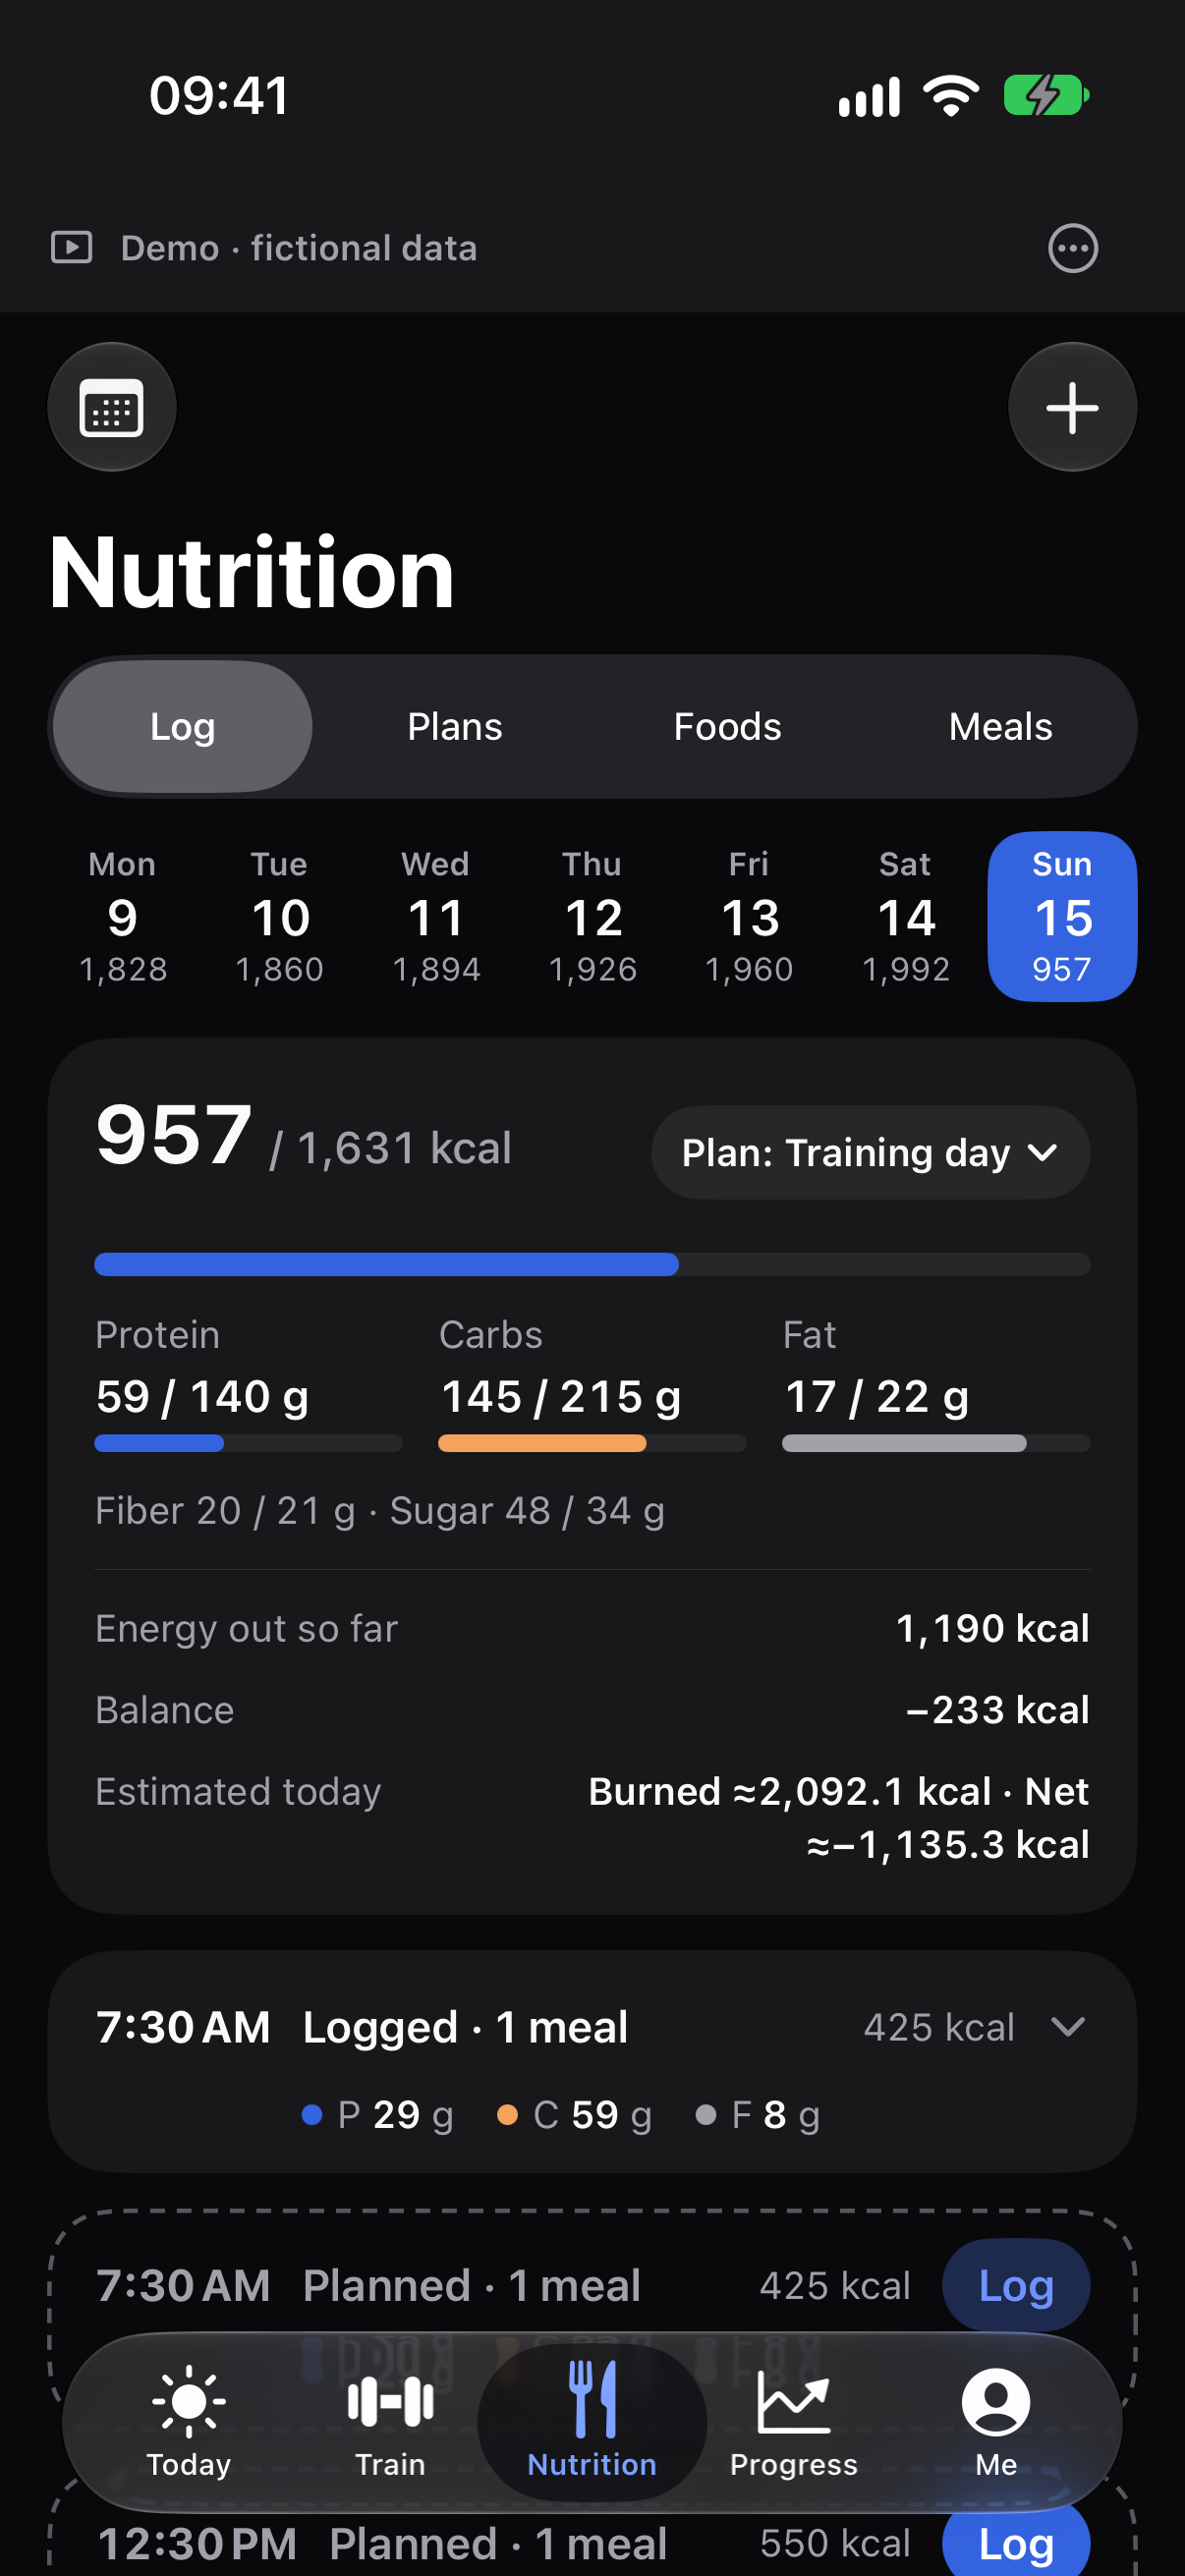 09:41
Demo · fictional data
Nutrition
Log Plans Foods Meals
Mon Tue Wed Thu Fri Sat Sun
9 10 11 12 13 14 15
1,828 1,860 1,894 1,926 1,960 1,992 957
957 / 1,631 kcal Plan: Training day
Protein Carbs Fat
59 / 140 g 145 / 215 g 17 / 22 g
Fiber 20 / 21 g · Sugar 48 / 34 g
Energy out so far 1,190 kcal
Balance −233 kcal
Estimated today Burned ≈2,092.1 kcal · Net
≈−1,135.3 kcal
7:30 AM Logged · 1 meal 425 kcal
P 29 g C 59 g F 8 g
7:30 AM Planned · 1 meal 425 kcal Log
Today Train Nutrition Progress Me
12:30 PM Planned · 1 meal 550 kcal Log